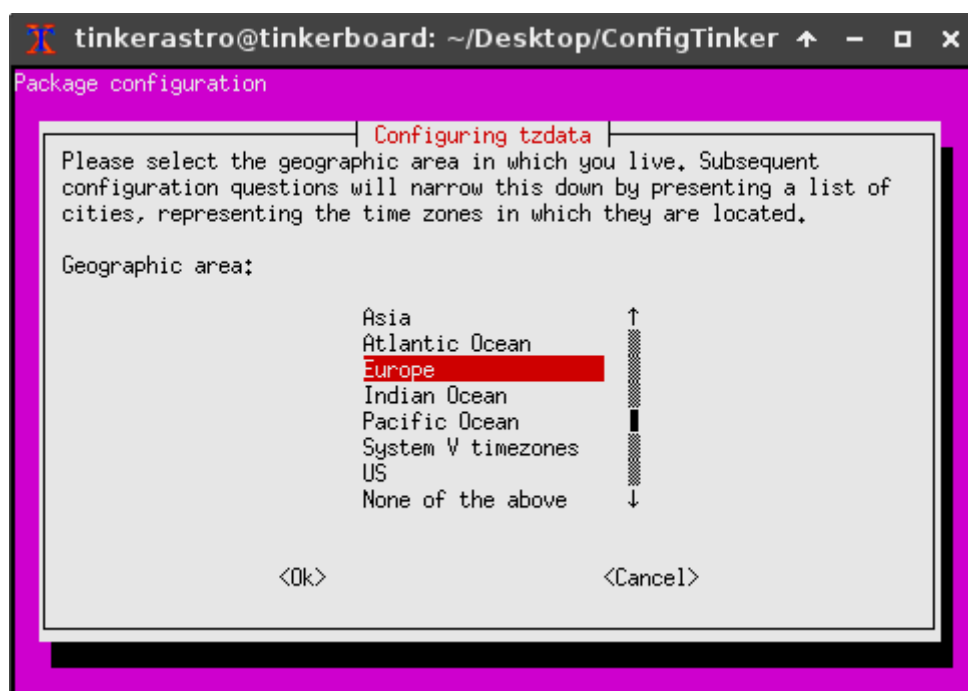 tinkerastro@tinkerboard: ~/Desktop/ConfigTinker
Package configuration
Configuring tzdata
Please select the geographic area in which you live. Subsequent
configuration questions will narrow this down by presenting a list of
cities, representing the time zones in which they are located.
Geographic area:
Asia
Atlantic Ocean
Europe
Indian Ocean
Pacific Ocean
System V timezones
US
None of the above
<Ok> <Cancel>